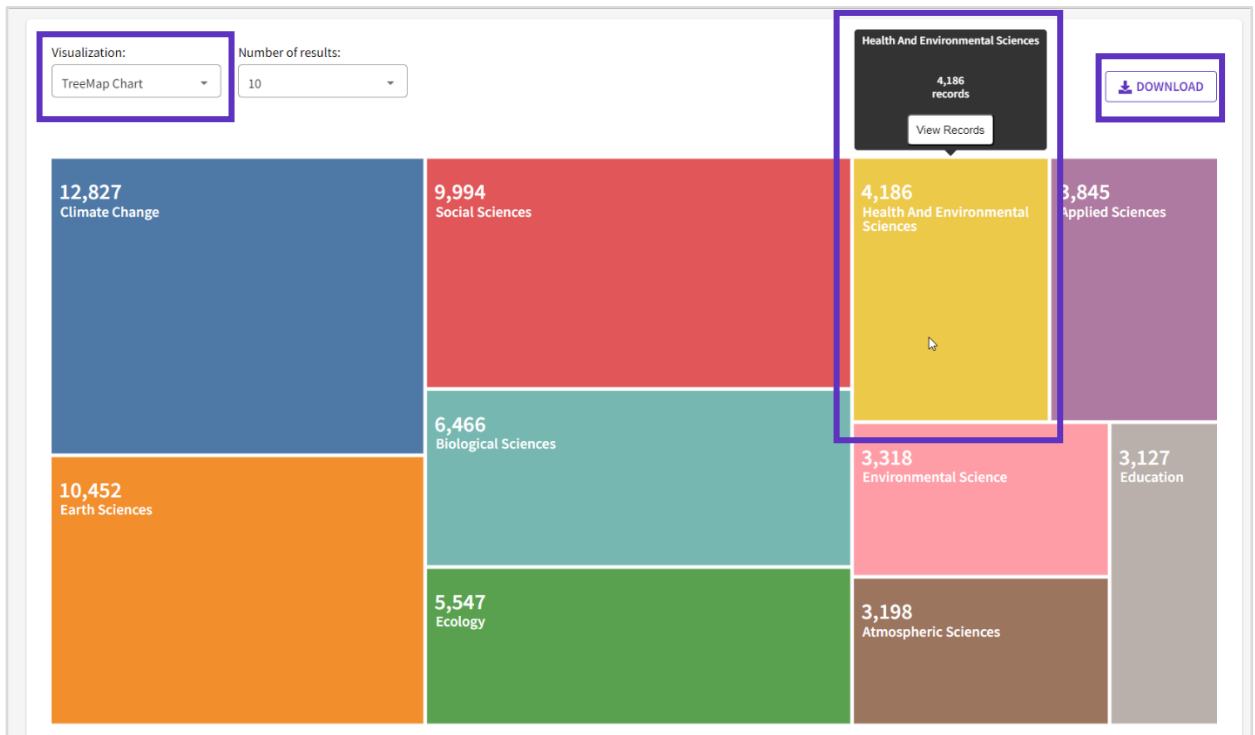 Visualization:
TreeMap Chart
Number of results:
10
Health And Environmental Sciences
4,186
records
View Records
DOWNLOAD
12,827
Climate Change
9,994
Social Sciences
4,186
Health And Environmental
Sciences
3,845
Applied Sciences
6,466
Biological Sciences
10,452
Earth Sciences
3,318
Environmental Science
3,127
Education
5,547
Ecology
3,198
Atmospheric Sciences